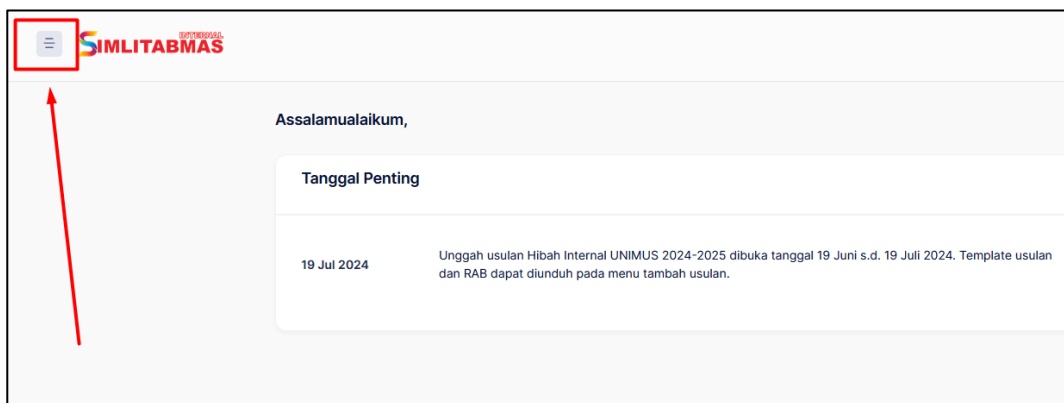 INTERNAL
SIMLITABMAS
Assalamualaikum,
Tanggal Penting
19 Jul 2024
Unggah usulan Hibah Internal UNIMUS 2024-2025 dibuka tanggal 19 Juni s.d. 19 Juli 2024. Template usulan
dan RAB dapat diunduh pada menu tambah usulan.